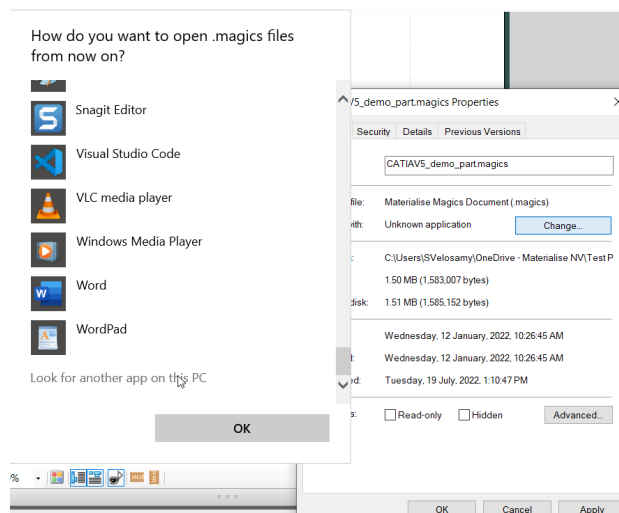 How do you want to open .magics files
from now on?
Snagit Editor
Visual Studio Code
VLC media player
Windows Media Player
Word
WordPad
Look for another app on this PC
OK
V5_demo_part.magics Properties
Security Details Previous Versions
CATIAV5_demo_part.magics
file: Materialise Magics Document (.magics)
with: Unknown application Change...
: C:\Users\SVelosamy\OneDrive - Materialise NV\Test P
1.50 MB (1,583,007 bytes)
disk: 1.51 MB (1,585,152 bytes)
Wednesday, 12 January, 2022, 10:26:45 AM
Wednesday, 12 January, 2022, 10:26:45 AM
ed: Tuesday, 19 July, 2022, 1:10:47 PM
s: Read-only Hidden Advanced...
%
OK Cancel Apply